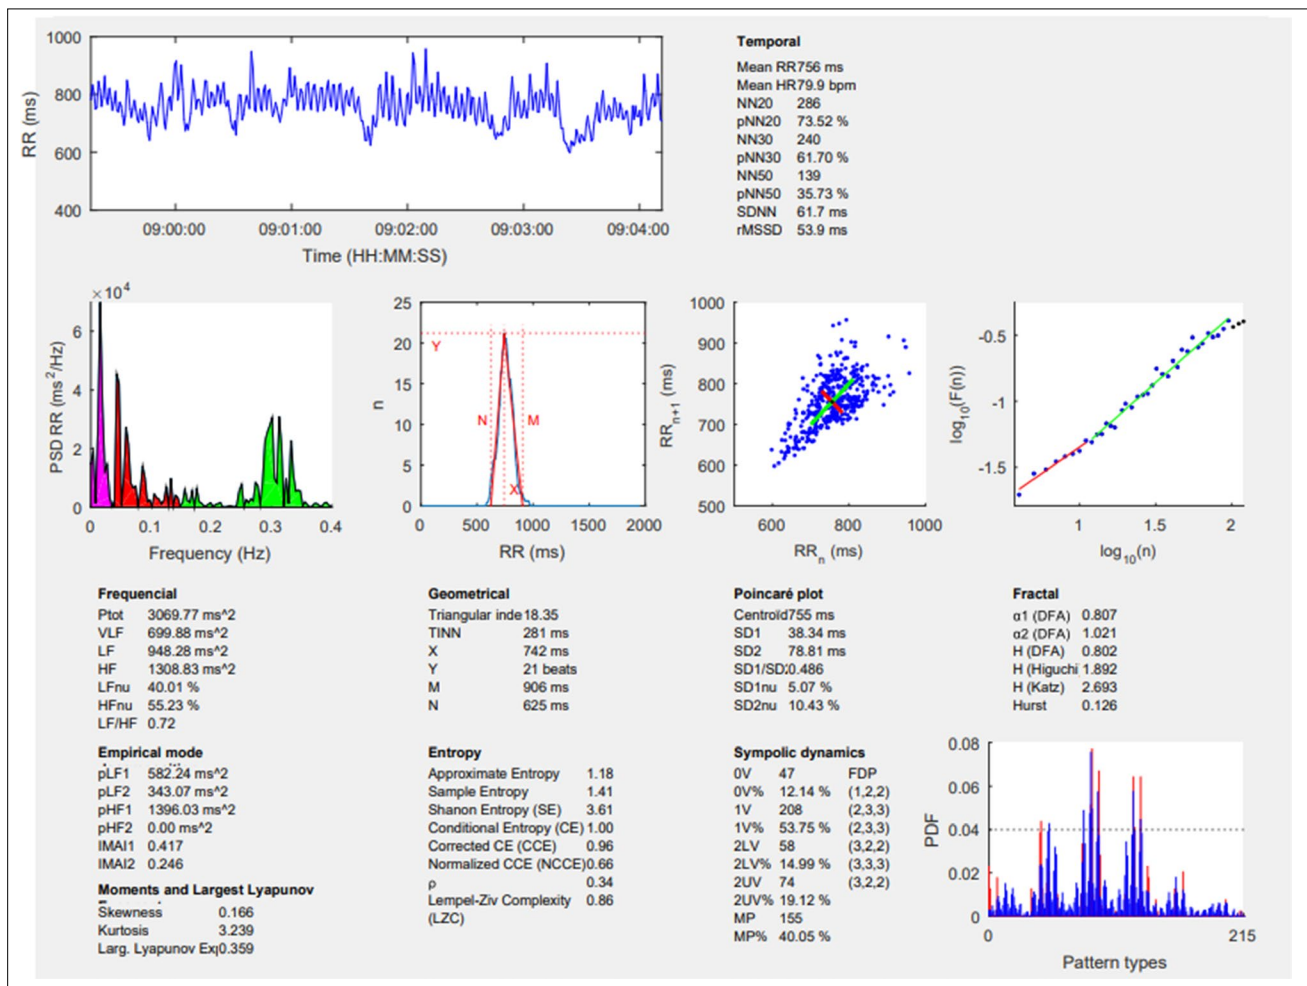 1000
800
600
400
RR (ms)
09:00:00 09:01:00 09:02:00 09:03:00 09:04:00
Time (HH:MM:SS)
Temporal
Mean RR756 ms
Mean HR79.9 bpm
NN20 286
pNN20 73.52 %
NN30 240
pNN30 61.70 %
NN50 139
pNN50 35.73 %
SDNN 61.7 ms
rMSSD 53.9 ms
×10^4
6
4
2
0
PSD RR (ms^2/Hz)
0 0.1 0.2 0.3 0.4
Frequency (Hz)
25
20
15
10
5
0
n
Y
N
M
X
0 500 1000 1500 2000
RR (ms)
1000
900
800
700
600
500
RR_{n+1} (ms)
600 800 1000
RR_n (ms)
-0.5
-1
-1.5
log_{10}(F(n))
1 1.5 2
log_{10}(n)
Frequencial
Ptot 3069.77 ms^2
VLF 699.88 ms^2
LF 948.28 ms^2
HF 1308.83 ms^2
LFnu 40.01 %
HFnu 55.23 %
LF/HF 0.72
Geometrical
Triangular inde 18.35
TINN 281 ms
X 742 ms
Y 21 beats
M 906 ms
N 625 ms
Poincaré plot
Centroïd755 ms
SD1 38.34 ms
SD2 78.81 ms
SD1/SD2 0.486
SD1nu 5.07 %
SD2nu 10.43 %
Fractal
α1 (DFA) 0.807
α2 (DFA) 1.021
H (DFA) 0.802
H (Higuchi 1.892
H (Katz) 2.693
Hurst 0.126
Empirical mode
pLF1 582.24 ms^2
pLF2 343.07 ms^2
pHF1 1396.03 ms^2
pHF2 0.00 ms^2
IMAI1 0.417
IMAI2 0.246
Moments and Largest Lyapunov
Skewness 0.166
Kurtosis 3.239
Larg. Lyapunov Exp 0.359
Entropy
Approximate Entropy 1.18
Sample Entropy 1.41
Shanon Entropy (SE) 3.61
Conditional Entropy (CE) 1.00
Corrected CE (CCE) 0.96
Normalized CCE (NCCE)0.66
ρ 0.34
Lempel-Ziv Complexity 0.86
(LZC)
Sympolic dynamics
0V 47 FDP
0V% 12.14 % (1,2,2)
1V 208 (2,3,3)
1V% 53.75 % (2,3,3)
2LV 58 (3,2,2)
2LV% 14.99 % (3,3,3)
2UV 74 (3,2,2)
2UV% 19.12 %
MP 155
MP% 40.05 %
0.08
0.06
0.04
0.02
0
PDF
0 215
Pattern types